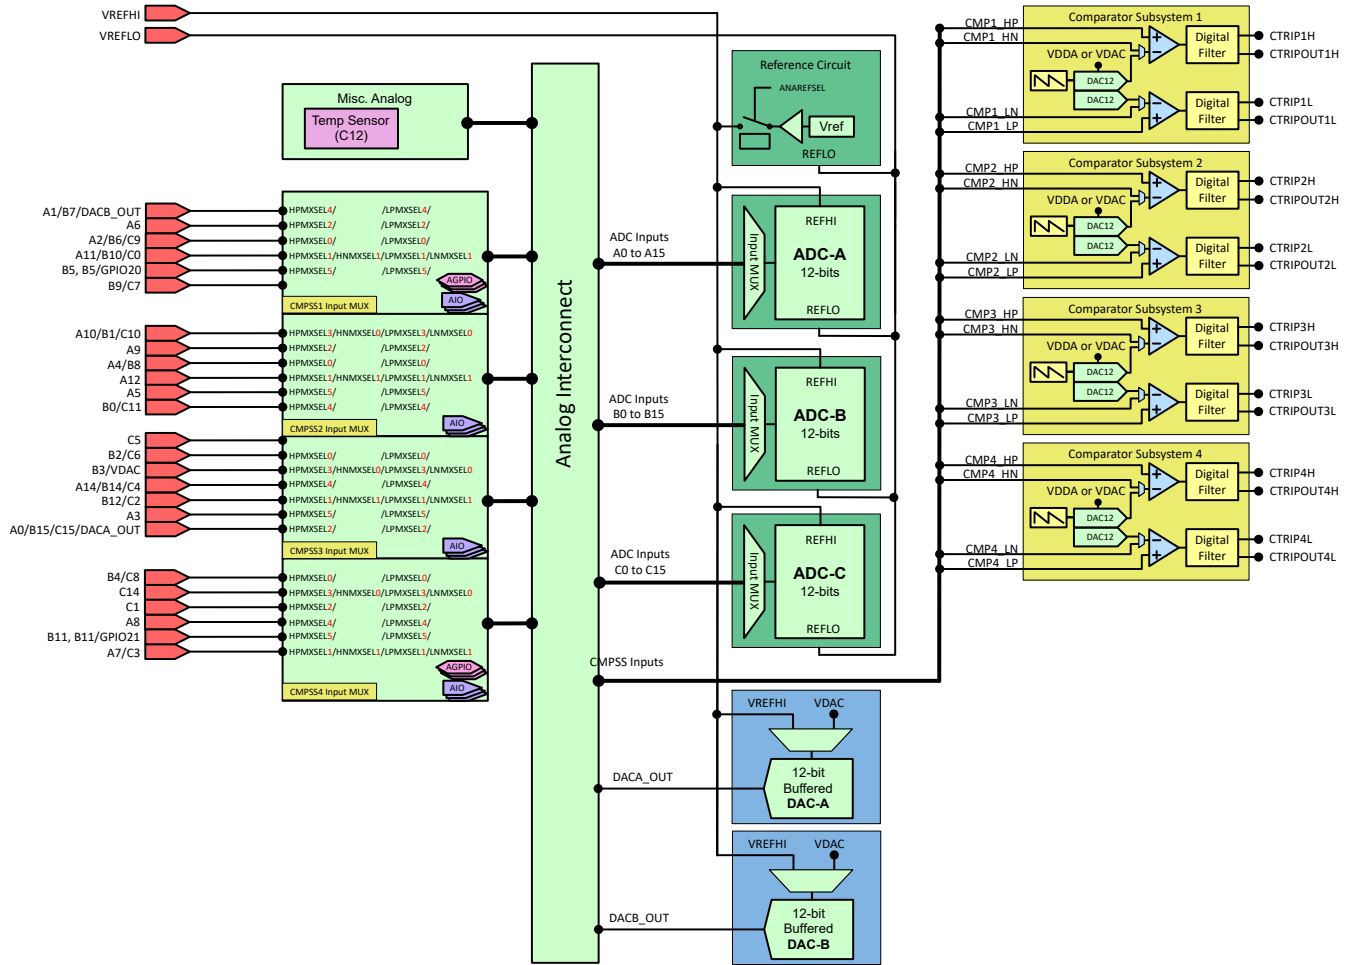 VREFHI
VREFLO
Misc. Analog
Temp Sensor
(C12)
A1/B7/DACB_OUT
A6
A2/B6/C9
A11/B10/C0
B5, B5/GPIO20
B9/C7
HPMXSEL4/ /LPMXSEL4/
HPMXSEL2/ /LPMXSEL2/
HPMXSEL0/ /LPMXSEL0/
HPMXSEL1/HNMXSEL1/LPMXSEL1/LNMXSEL1
HPMXSEL5/ /LPMXSEL5/
AGPIO
AIO
CMPSS1 Input MUX
A10/B1/C10
A9
A4/B8
A12
A5
B0/C11
HPMXSEL3/HNMXSEL0/LPMXSEL3/LNMXSEL0
HPMXSEL2/ /LPMXSEL2/
HPMXSEL0/ /LPMXSEL0/
HPMXSEL1/HNMXSEL1/LPMXSEL1/LNMXSEL1
HPMXSEL5/ /LPMXSEL5/
HPMXSEL4/ /LPMXSEL4/
AIO
CMPSS2 Input MUX
C5
B2/C6
B3/VDAC
A14/B14/C4
B12/C2
A3
A0/B15/C15/DACA_OUT
HPMXSEL0/ /LPMXSEL0/
HPMXSEL3/HNMXSEL0/LPMXSEL3/LNMXSEL0
HPMXSEL4/ /LPMXSEL4/
HPMXSEL1/HNMXSEL1/LPMXSEL1/LNMXSEL1
HPMXSEL5/ /LPMXSEL5/
HPMXSEL2/ /LPMXSEL2/
AIO
CMPSS3 Input MUX
B4/C8
C14
C1
A8
B11, B11/GPIO21
A7/C3
HPMXSEL0/ /LPMXSEL0/
HPMXSEL3/HNMXSEL0/LPMXSEL3/LNMXSEL0
HPMXSEL2/ /LPMXSEL2/
HPMXSEL4/ /LPMXSEL4/
HPMXSEL5/ /LPMXSEL5/
HPMXSEL1/HNMXSEL1/LPMXSEL1/LNMXSEL1
AGPIO
AIO
CMPSS4 Input MUX
Analog Interconnect
ADC Inputs
A0 to A15
ADC Inputs
B0 to B15
ADC Inputs
C0 to C15
CMPSS Inputs
DACA_OUT
DACB_OUT
Reference Circuit
ANAREFSEL
Vref
REFLO
REFHI
Input MUX
ADC-A
12-bits
REFLO
REFHI
Input MUX
ADC-B
12-bits
REFLO
REFHI
Input MUX
ADC-C
12-bits
REFLO
VREFHI
VDAC
12-bit
Buffered
DAC-A
VREFHI
VDAC
12-bit
Buffered
DAC-B
Comparator Subsystem 1
CMP1_HP
CMP1_HN
VDDA or VDAC
DAC12
DAC12
CMP1_LN
CMP1_LP
Digital
Filter
Digital
Filter
CTRIP1H
CTRIPOUT1H
CTRIP1L
CTRIPOUT1L
Comparator Subsystem 2
CMP2_HP
CMP2_HN
VDDA or VDAC
DAC12
DAC12
CMP2_LN
CMP2_LP
Digital
Filter
Digital
Filter
CTRIP2H
CTRIPOUT2H
CTRIP2L
CTRIPOUT2L
Comparator Subsystem 3
CMP3_HP
CMP3_HN
VDDA or VDAC
DAC12
DAC12
CMP3_LN
CMP3_LP
Digital
Filter
Digital
Filter
CTRIP3H
CTRIPOUT3H
CTRIP3L
CTRIPOUT3L
Comparator Subsystem 4
CMP4_HP
CMP4_HN
VDDA or VDAC
DAC12
DAC12
CMP4_LN
CMP4_LP
Digital
Filter
Digital
Filter
CTRIP4H
CTRIPOUT4H
CTRIP4L
CTRIPOUT4L